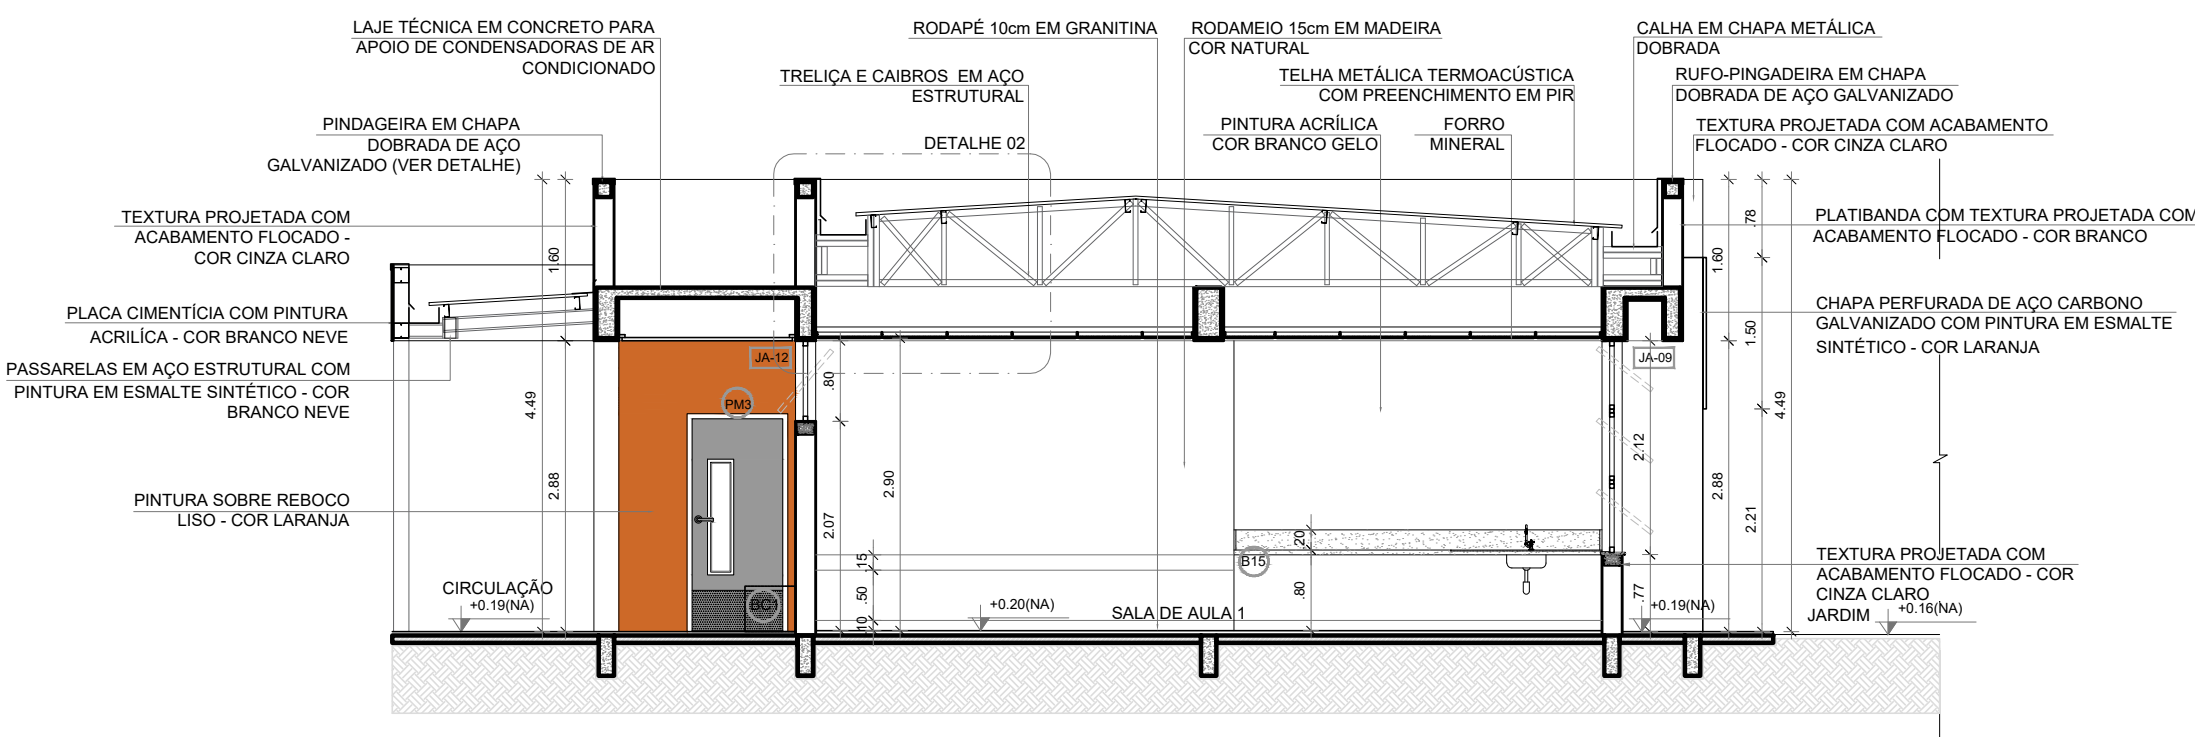 LAJE TÉCNICA EM CONCRETO PARA
APOIO DE CONDENSADORAS DE AR
CONDICIONADO
RODAPÉ 10cm EM GRANITINA
RODAMEIO 15cm EM MADEIRA
COR NATURAL
CALHA EM CHAPA METÁLICA
DOBRADA
TRELIÇA E CAIBROS EM AÇO
ESTRUTURAL
TELHA METÁLICA TERMOACÚSTICA
COM PREENCHIMENTO EM PIR
RUFO-PINGADEIRA EM CHAPA
DOBRADA DE AÇO GALVANIZADO
PINDAGEIRA EM CHAPA
DOBRADA DE AÇO
GALVANIZADO (VER DETALHE)
DETALHE 02
PINTURA ACRÍLICA
COR BRANCO GELO
FORRO
MINERAL
TEXTURA PROJETADA COM ACABAMENTO
FLOCADO - COR CINZA CLARO
TEXTURA PROJETADA COM
ACABAMENTO FLOCADO -
COR CINZA CLARO
PLATIBANDA COM TEXTURA PROJETADA COM
ACABAMENTO FLOCADO - COR BRANCO
1.60
.78
1.60
PLACA CIMENTÍCIA COM PINTURA
ACRILÍCA - COR BRANCO NEVE
CHAPA PERFURADA DE AÇO CARBONO
GALVANIZADO COM PINTURA EM ESMALTE
SINTÉTICO - COR LARANJA
1.50
PASSARELAS EM AÇO ESTRUTURAL COM
PINTURA EM ESMALTE SINTÉTICO - COR
BRANCO NEVE
JA-12
JA-09
.80
PM3
4.49
4.49
2.12
2.88
2.90
2.88
PINTURA SOBRE REBOCO
LISO - COR LARANJA
2.07
2.21
.20
.15
B15
TEXTURA PROJETADA COM
ACABAMENTO FLOCADO - COR
CINZA CLARO
CIRCULAÇÃO
+0.19(NA)
BC1
.50
.10
+0.20(NA)
SALA DE AULA 1
.80
.77
+0.19(NA)
JARDIM
+0.16(NA)